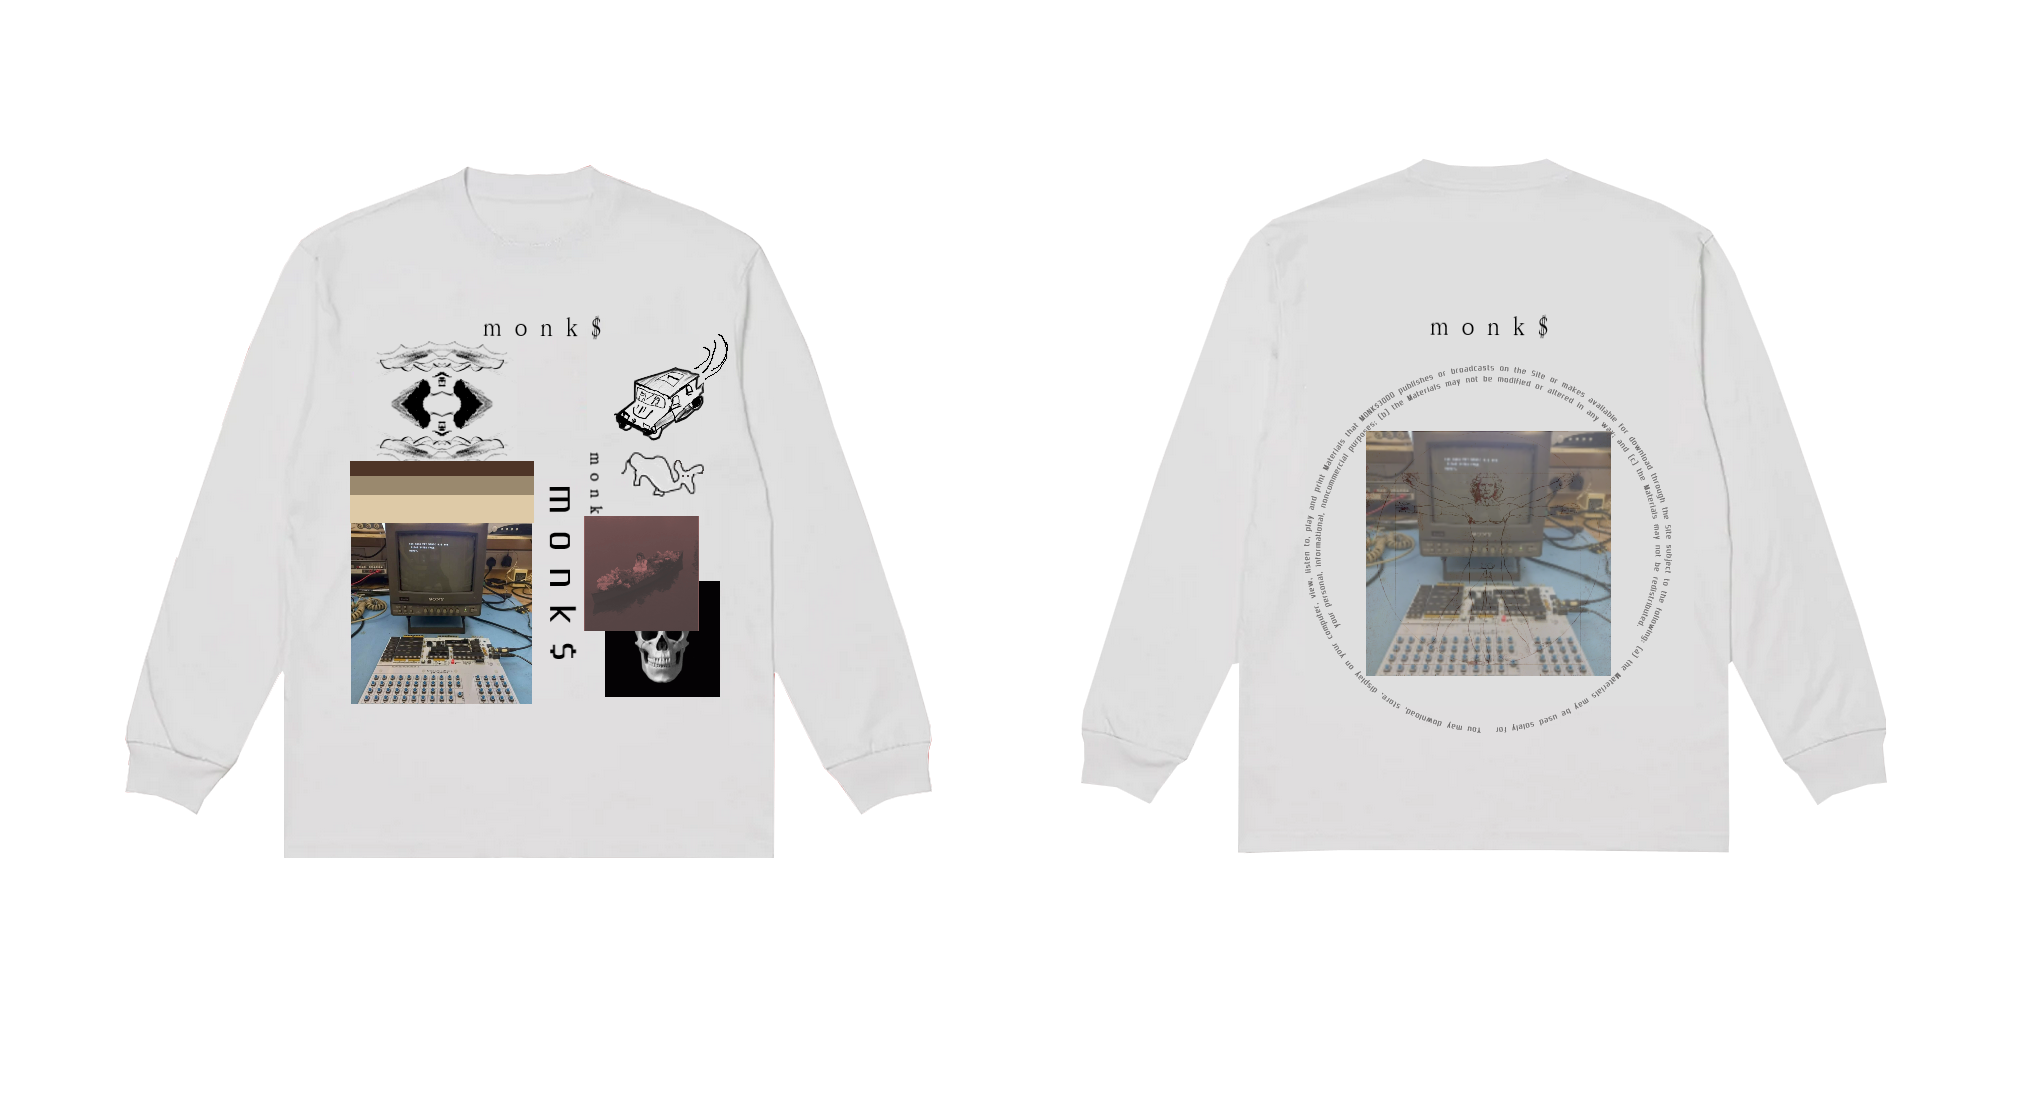 monk$
monk
monk$
SONY
monk$
You may download, store, display on your computer, view, listen to, play and print Materials that MONKS3000 publishes or broadcasts on the Site or makes available for download through the Site subject to the following: (a) the Materials may be used solely for
your personal, informational, noncommercial purposes; (b) the Materials may not be modified or altered in any way; and (c) the Materials may not be redistributed.
SONY